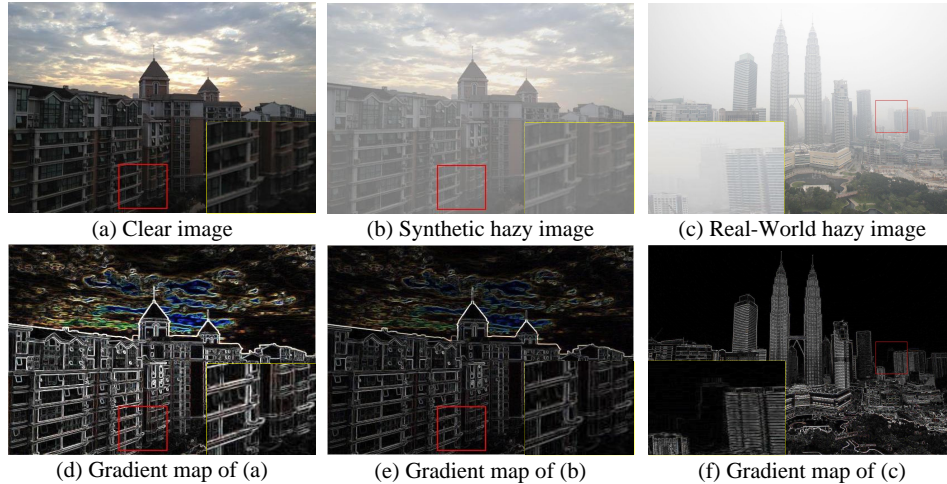 (a) Clear image
(b) Synthetic hazy image
(c) Real-World hazy image
(d) Gradient map of (a)
(e) Gradient map of (b)
(f) Gradient map of (c)